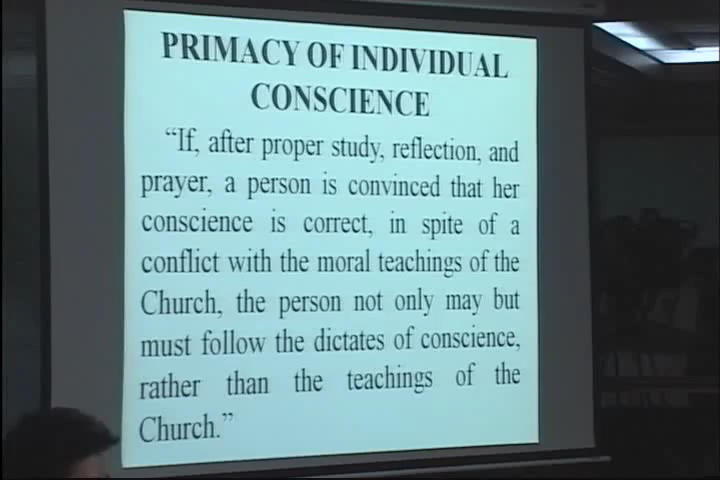 PRIMACY OF INDIVIDUAL
CONSCIENCE
“If, after proper study, reflection, and
prayer, a person is convinced that her
conscience is correct, in spite of a
conflict with the moral teachings of the
Church, the person not only may but
must follow the dictates of conscience,
rather than the teachings of the
Church.”